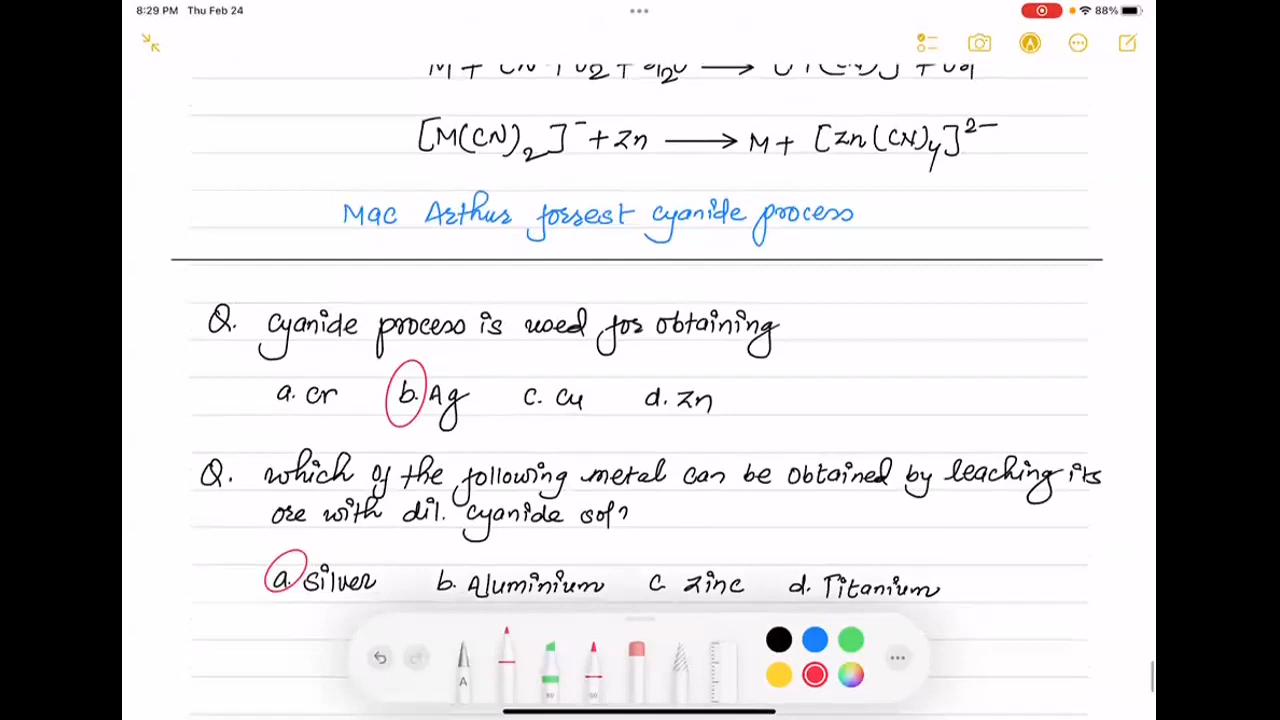 8:29 PM Thu Feb 24
88%
[M(CN)2]⁻ + Zn ⟶ M + [Zn(CN)4]²⁻
Mac Arthur forrest cyanide process
Q. cyanide process is used for obtaining
a. Cr b. Ag c. Cu d. Zn
Q. which of the following metal can be obtained by leaching its
ore with dil. cyanide solⁿ
a. Silver b. Aluminium c. Zinc d. Titanium
A